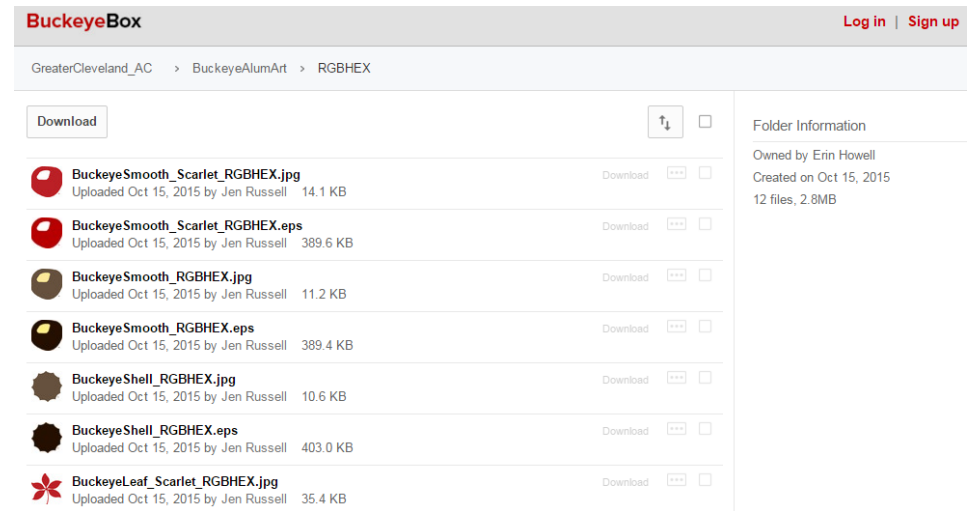 BuckeyeBox
Log in | Sign up
GreaterCleveland_AC > BuckeyeAlumArt > RGBHEX
Download
Folder Information
Owned by Erin Howell
Created on Oct 15, 2015
12 files, 2.8MB
BuckeyeSmooth_Scarlet_RGBHEX.jpg
Uploaded Oct 15, 2015 by Jen Russell 14.1 KB
Download
BuckeyeSmooth_Scarlet_RGBHEX.eps
Uploaded Oct 15, 2015 by Jen Russell 389.6 KB
Download
BuckeyeSmooth_RGBHEX.jpg
Uploaded Oct 15, 2015 by Jen Russell 11.2 KB
Download
BuckeyeSmooth_RGBHEX.eps
Uploaded Oct 15, 2015 by Jen Russell 389.4 KB
Download
BuckeyeShell_RGBHEX.jpg
Uploaded Oct 15, 2015 by Jen Russell 10.6 KB
Download
BuckeyeShell_RGBHEX.eps
Uploaded Oct 15, 2015 by Jen Russell 403.0 KB
Download
BuckeyeLeaf_Scarlet_RGBHEX.jpg
Uploaded Oct 15, 2015 by Jen Russell 35.4 KB
Download